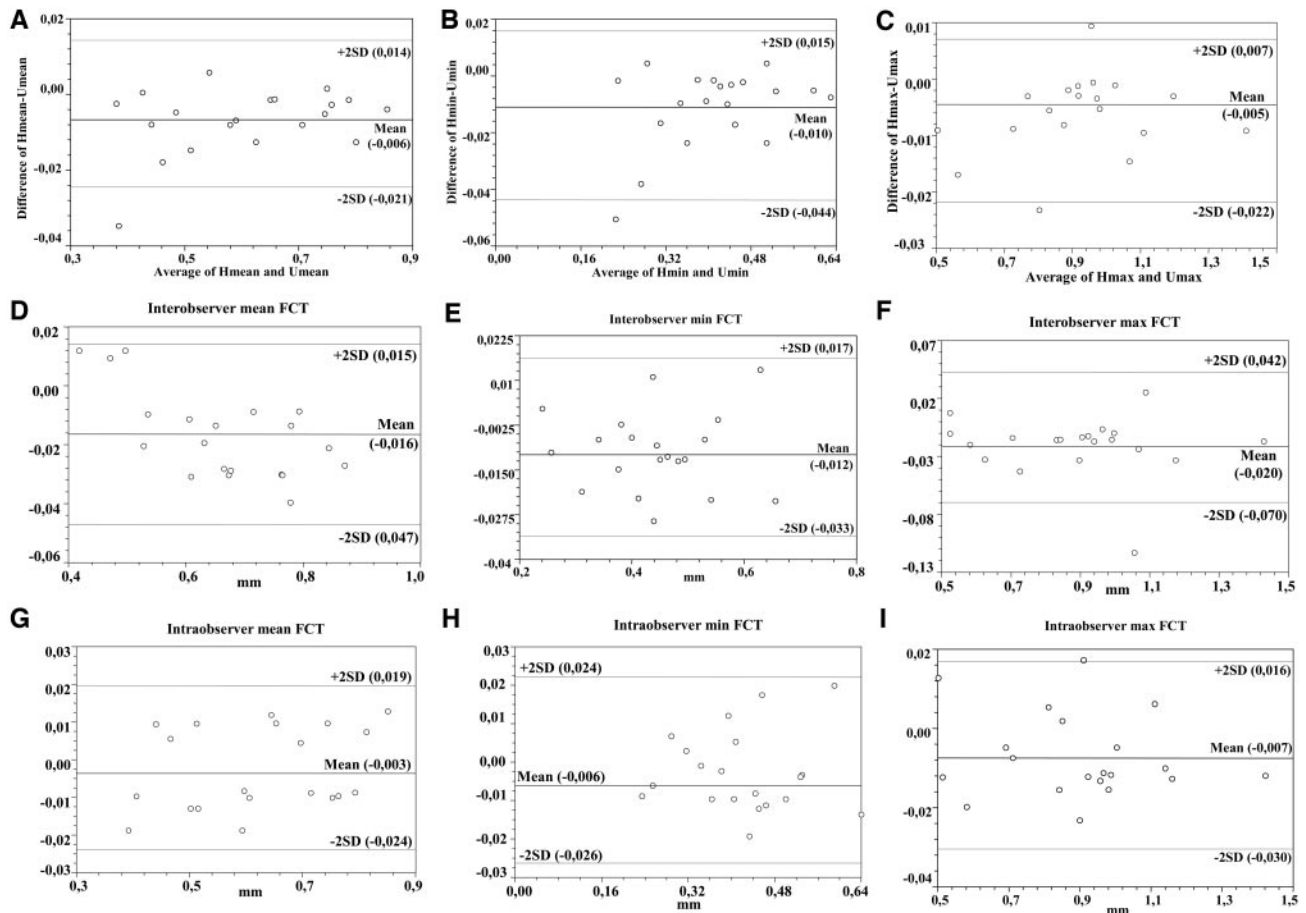 A
0,02
0,00
-0,02
-0,04
+2SD (0,014)
Mean
(-0,006)
-2SD (-0,021)
Difference of Hmean-Umean
0,3
0,5
0,7
0,9
Average of Hmean and Umean
B
0,02
0,00
-0,02
-0,04
-0,06
+2SD (0,015)
Mean
(-0,010)
-2SD (-0,044)
Difference of Hmin-Umin
0,00
0,16
0,32
0,48
0,64
Average of Hmin and Umin
C
0,01
-0,00
-0,01
-0,02
-0,03
+2SD (0,007)
Mean
(-0,005)
-2SD (-0,022)
Difference of Hmax-Umax
0,5
0,7
0,9
1,1
1,3
1,5
Average of Hmax and Umax
D
Interobserver mean FCT
0,02
0,00
-0,02
-0,04
-0,06
+2SD (0,015)
Mean
(-0,016)
-2SD (0,047)
0,4
0,6
0,8
1,0
mm
E
Interobserver min FCT
0,0225
0,01
-0,0025
-0,0150
-0,0275
-0,04
+2SD (0,017)
Mean
(-0,012)
-2SD (-0,033)
0,2
0,4
0,6
0,8
mm
F
Interobserver max FCT
0,07
0,02
-0,03
-0,08
-0,13
+2SD (0,042)
Mean
(-0,020)
-2SD (-0,070)
0,5
0,7
0,9
1,1
1,3
1,5
mm
G
Intraobserver mean FCT
0,03
0,02
0,01
0,00
-0,01
-0,02
-0,03
+2SD (0,019)
Mean (-0,003)
-2SD (-0,024)
0,3
0,5
0,7
0,9
mm
H
Intraobserver min FCT
0,03
0,02
0,01
0,00
-0,01
-0,02
-0,03
+2SD (0,024)
Mean (-0,006)
-2SD (-0,026)
0,00
0,16
0,32
0,48
0,64
mm
I
Intraobserver max FCT
0,02
0,00
-0,02
-0,04
+2SD (0,016)
Mean (-0,007)
-2SD (-0,030)
0,5
0,7
0,9
1,1
1,3
1,5
mm